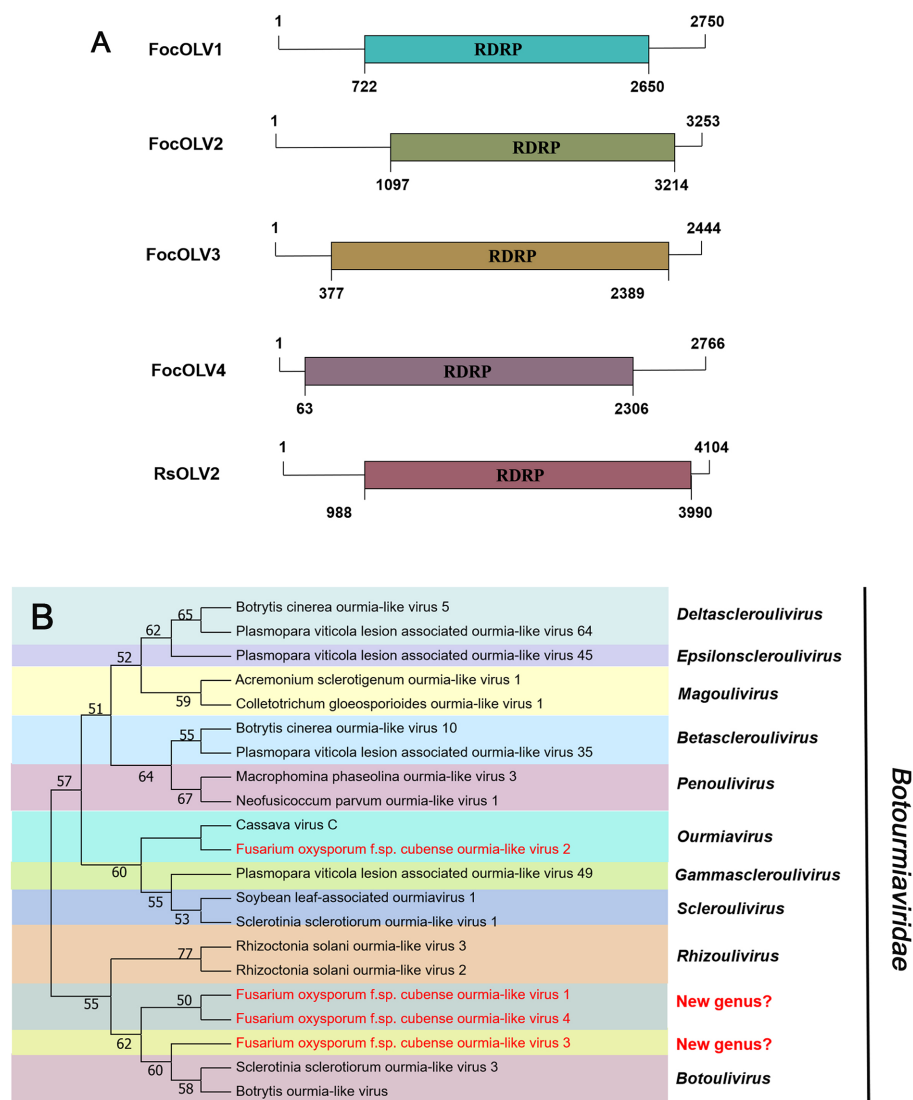 A
FocOLV1
1
2750
RDRP
722
2650
FocOLV2
1
3253
RDRP
1097
3214
FocOLV3
1
2444
RDRP
377
2389
FocOLV4
1
2766
RDRP
63
2306
RsOLV2
1
4104
RDRP
988
3990
B
65 Botrytis cinerea ourmia-like virus 5
Deltascleroulivirus
62 Plasmopara viticola lesion associated ourmia-like virus 64
52 Plasmopara viticola lesion associated ourmia-like virus 45
Epsilonscleroulivirus
Acremonium sclerotigenum ourmia-like virus 1
Magoulivirus
59 Colletotrichum gloeosporioides ourmia-like virus 1
51
55 Botrytis cinerea ourmia-like virus 10
Betascleroulivirus
Plasmopara viticola lesion associated ourmia-like virus 35
64 Macrophomina phaseolina ourmia-like virus 3
Penoulivirus
57
67 Neofusicoccum parvum ourmia-like virus 1
Cassava virus C
Ourmiavirus
Fusarium oxysporum f.sp. cubense ourmia-like virus 2
60 Plasmopara viticola lesion associated ourmia-like virus 49
Gammascleroulivirus
55 Soybean leaf-associated ourmiavirus 1
Scleroulivirus
53 Sclerotinia sclerotiorum ourmia-like virus 1
77 Rhizoctonia solani ourmia-like virus 3
Rhizoulivirus
Rhizoctonia solani ourmia-like virus 2
55
50 Fusarium oxysporum f.sp. cubense ourmia-like virus 1
New genus?
Fusarium oxysporum f.sp. cubense ourmia-like virus 4
62 Fusarium oxysporum f.sp. cubense ourmia-like virus 3
New genus?
60 Sclerotinia sclerotiorum ourmia-like virus 3
Botoulivirus
58 Botrytis ourmia-like virus
Botourmiaviridae